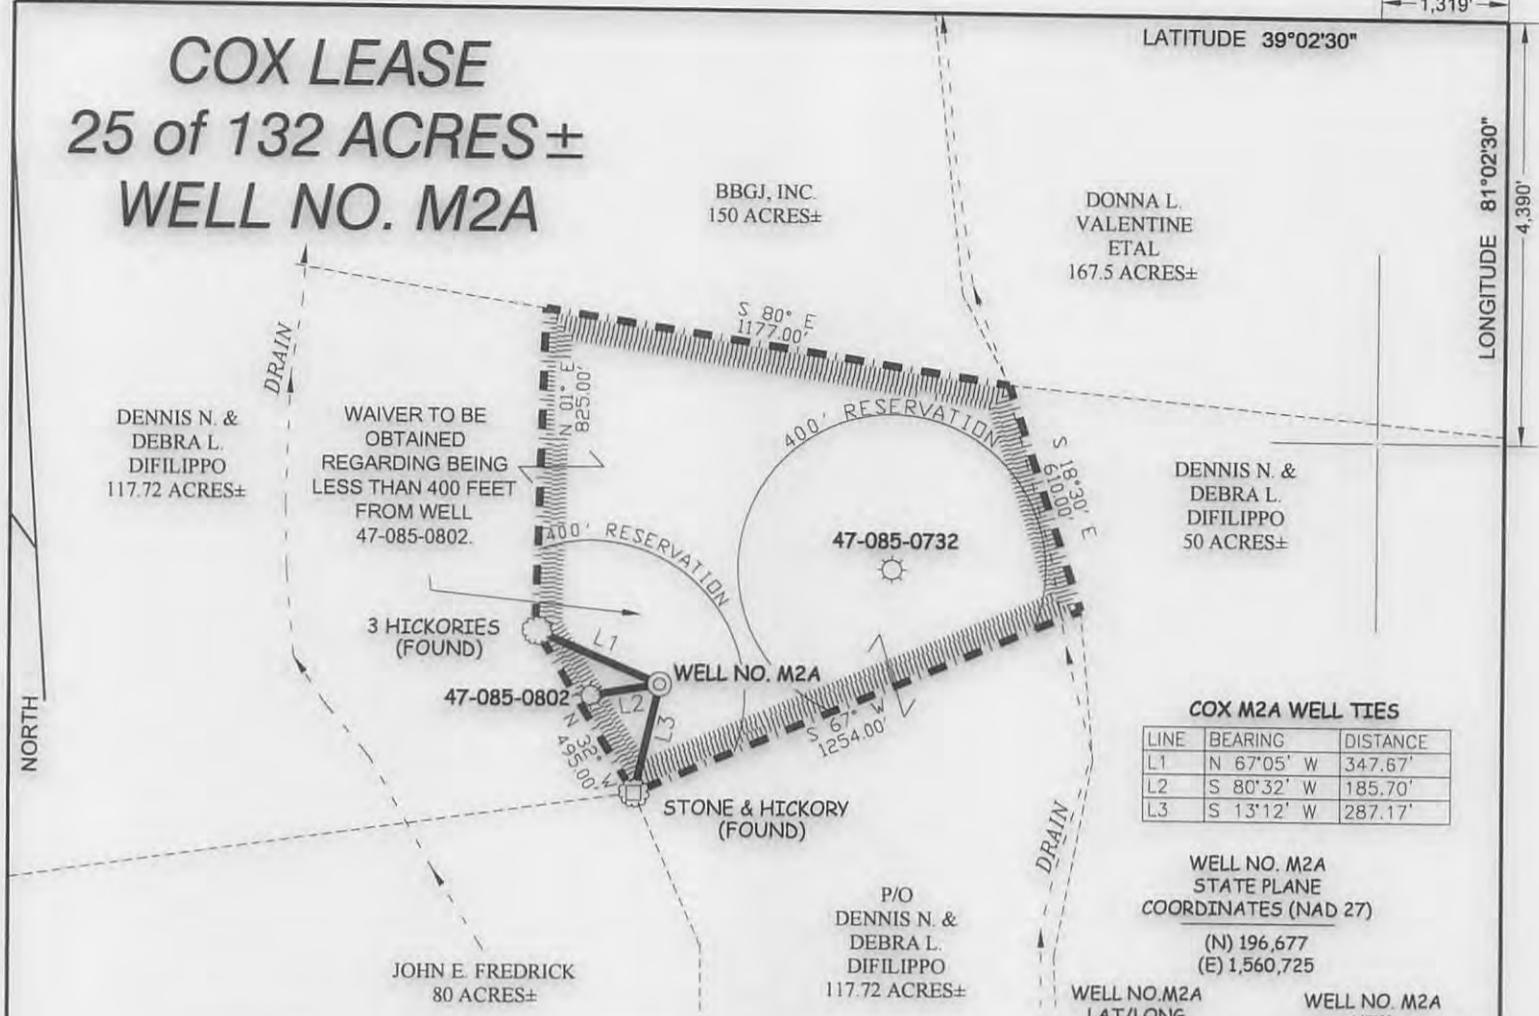 1,319'
LATITUDE 39°02'30"
COX LEASE
25 of 132 ACRES±
WELL NO. M2A
LONGITUDE 81°02'30"
4,390'
BBGJ, INC.
150 ACRES±
DONNA L.
VALENTINE
ETAL
167.5 ACRES±
S 80° E
1177.00'
DRAIN
N 01° E
825.00'
DENNIS N. &
DEBRA L.
DIFILIPPO
117.72 ACRES±
WAIVER TO BE
OBTAINED
REGARDING BEING
LESS THAN 400 FEET
FROM WELL
47-085-0802.
400' RESERVATION
S 18°30' E
610.00'
DENNIS N. &
DEBRA L.
DIFILIPPO
50 ACRES±
47-085-0732
400' RESERVATION
3 HICKORIES
(FOUND)
L1
WELL NO. M2A
47-085-0802
L2
L3
N 32° W
495.00'
S 67° W
1254.00'
NORTH
STONE & HICKORY
(FOUND)
COX M2A WELL TIES
LINE BEARING DISTANCE
L1 N 67°05' W 347.67'
L2 S 80°32' W 185.70'
L3 S 13°12' W 287.17'
DRAIN
WELL NO. M2A
STATE PLANE
COORDINATES (NAD 27)
(N) 196,677
(E) 1,560,725
P/O
DENNIS N. &
DEBRA L.
DIFILIPPO
117.72 ACRES±
JOHN E. FREDRICK
80 ACRES±
WELL NO.M2A
LAT/LONG
WELL NO. M2A